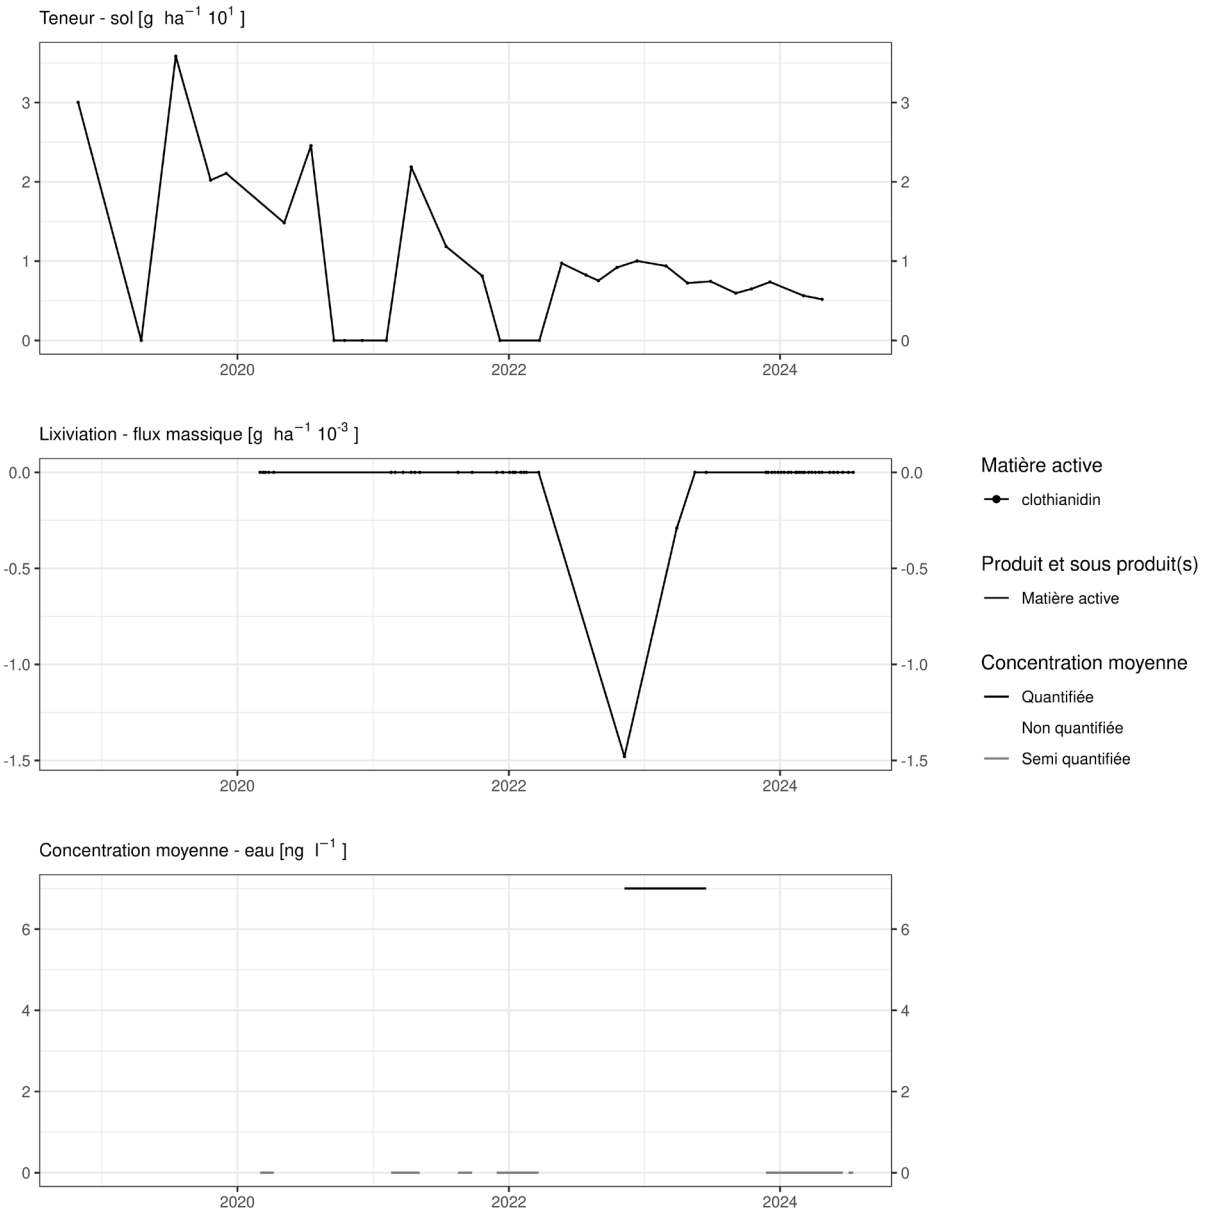 Teneur - sol [g ha⁻¹ 10¹ ]
3 3
2 2
1 1
0 0
2020 2022 2024
Lixiviation - flux massique [g ha⁻¹ 10⁻³ ]
0.0 0.0
-0.5 -0.5
-1.0 -1.0
-1.5 -1.5
2020 2022 2024
Matière active
clothianidin
Produit et sous produit(s)
Matière active
Concentration moyenne
Quantifiée
Non quantifiée
Semi quantifiée
Concentration moyenne - eau [ng l⁻¹ ]
6 6
4 4
2 2
0 0
2020 2022 2024